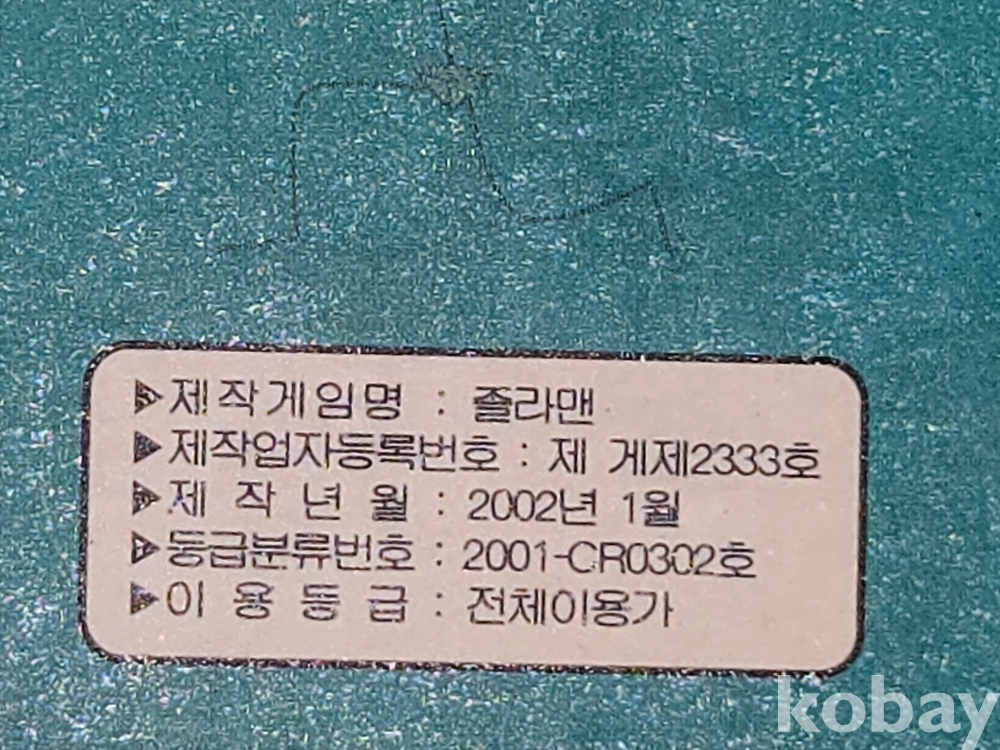 ▶제작게임명 : 졸라맨
▶제작업자등록번호 : 제 게제2333호
▶제 작 년 월 : 2002년 1월
▶등급분류번호 : 2001-CR0302호
▶이 용 등 급 : 전체이용가
kobay